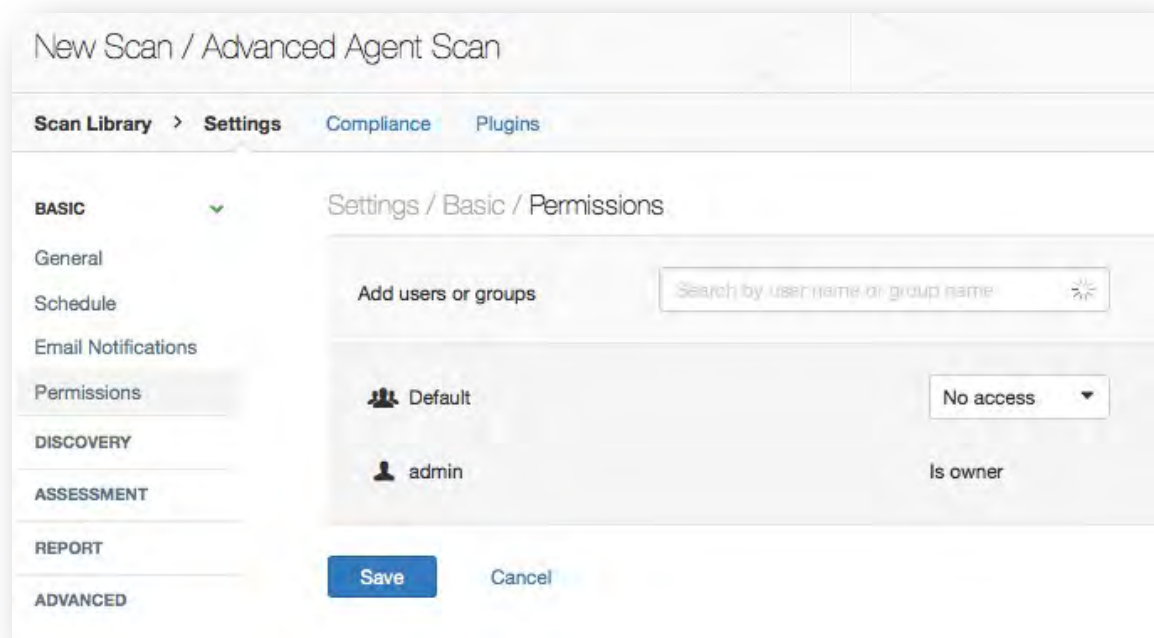 New Scan / Advanced Agent Scan
Scan Library > Settings Compliance Plugins
BASIC
General
Schedule
Email Notifications
Permissions
DISCOVERY
ASSESSMENT
REPORT
ADVANCED
Settings / Basic / Permissions
Add users or groups
Search by user name or group name
Default
No access
admin
Is owner
Save Cancel